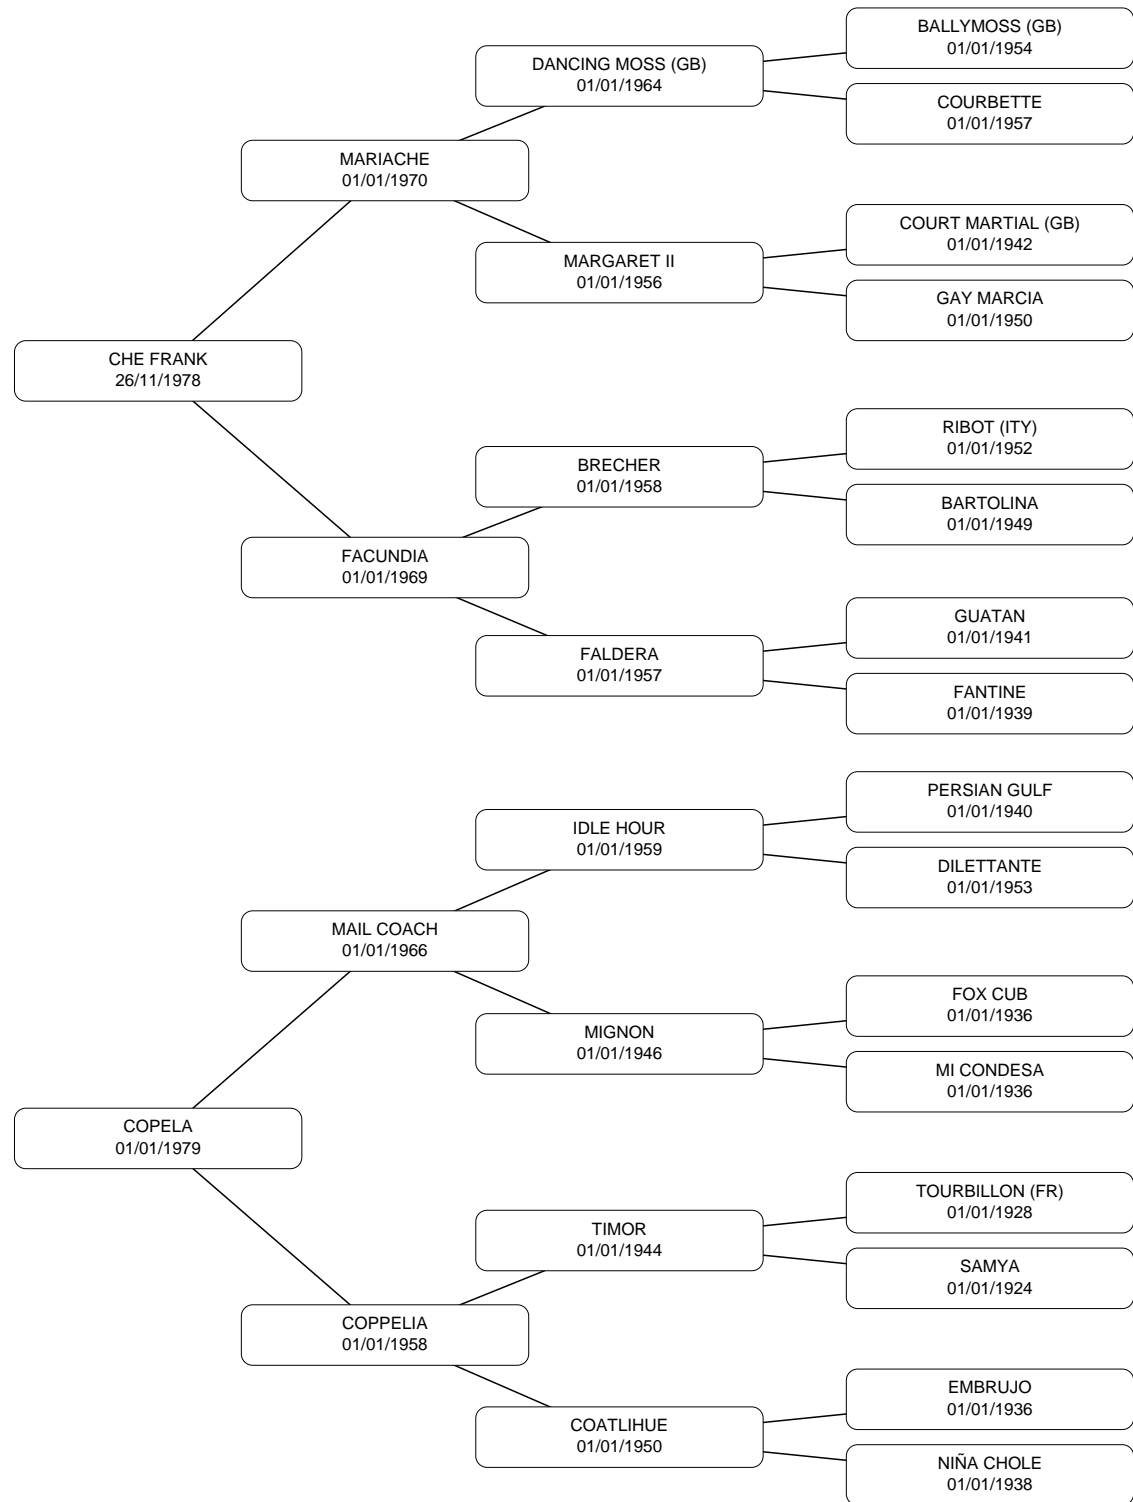 BALLYMOSS (GB)
01/01/1954
DANCING MOSS (GB)
01/01/1964
COURBETTE
01/01/1957
MARIACHE
01/01/1970
COURT MARTIAL (GB)
01/01/1942
MARGARET II
01/01/1956
GAY MARCIA
01/01/1950
CHE FRANK
26/11/1978
RIBOT (ITY)
01/01/1952
BRECHER
01/01/1958
BARTOLINA
01/01/1949
FACUNDIA
01/01/1969
GUATAN
01/01/1941
FALDERA
01/01/1957
FANTINE
01/01/1939
PERSIAN GULF
01/01/1940
IDLE HOUR
01/01/1959
DILETTANTE
01/01/1953
MAIL COACH
01/01/1966
FOX CUB
01/01/1936
MIGNON
01/01/1946
MI CONDESA
01/01/1936
COPELA
01/01/1979
TOURBILLON (FR)
01/01/1928
TIMOR
01/01/1944
SAMYA
01/01/1924
COPPELIA
01/01/1958
EMBRUJO
01/01/1936
COATLIHUE
01/01/1950
NIÑA CHOLE
01/01/1938